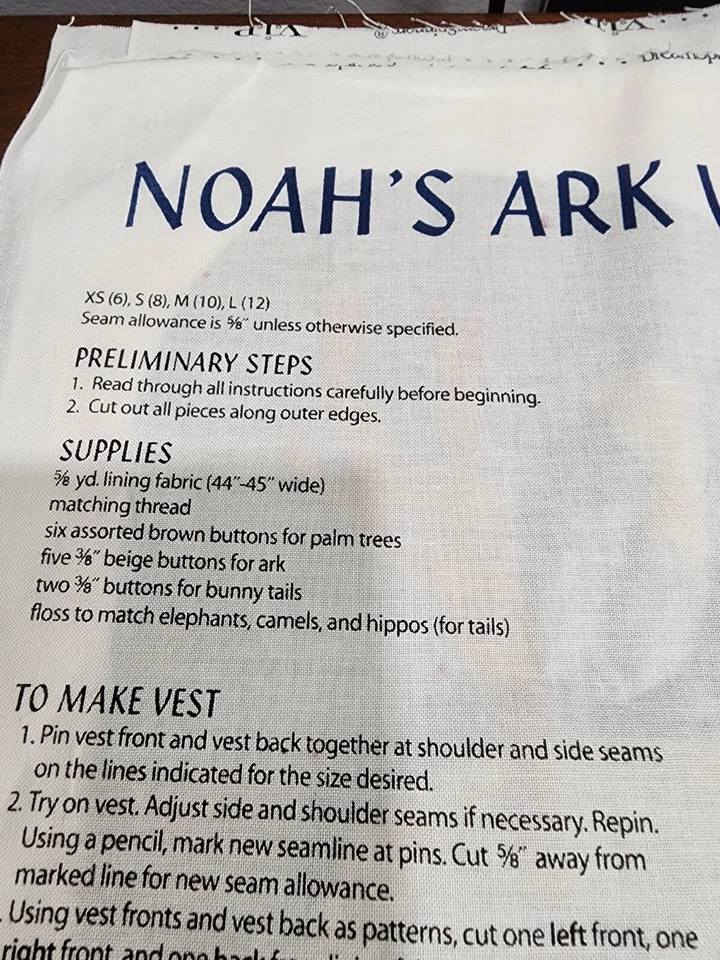 VIP
NOAH'S ARK
XS (6), S (8), M (10), L (12)
Seam allowance is ⅝" unless otherwise specified.
PRELIMINARY STEPS
1. Read through all instructions carefully before beginning.
2. Cut out all pieces along outer edges.
SUPPLIES
⅝ yd. lining fabric (44"-45" wide)
matching thread
six assorted brown buttons for palm trees
five ⅜" beige buttons for ark
two ⅜" buttons for bunny tails
floss to match elephants, camels, and hippos (for tails)
TO MAKE VEST
1. Pin vest front and vest back together at shoulder and side seams
on the lines indicated for the size desired.
2. Try on vest. Adjust side and shoulder seams if necessary. Repin.
Using a pencil, mark new seamline at pins. Cut ⅝" away from
marked line for new seam allowance.
. Using vest fronts and vest back as patterns, cut one left front, one
right front, and one back